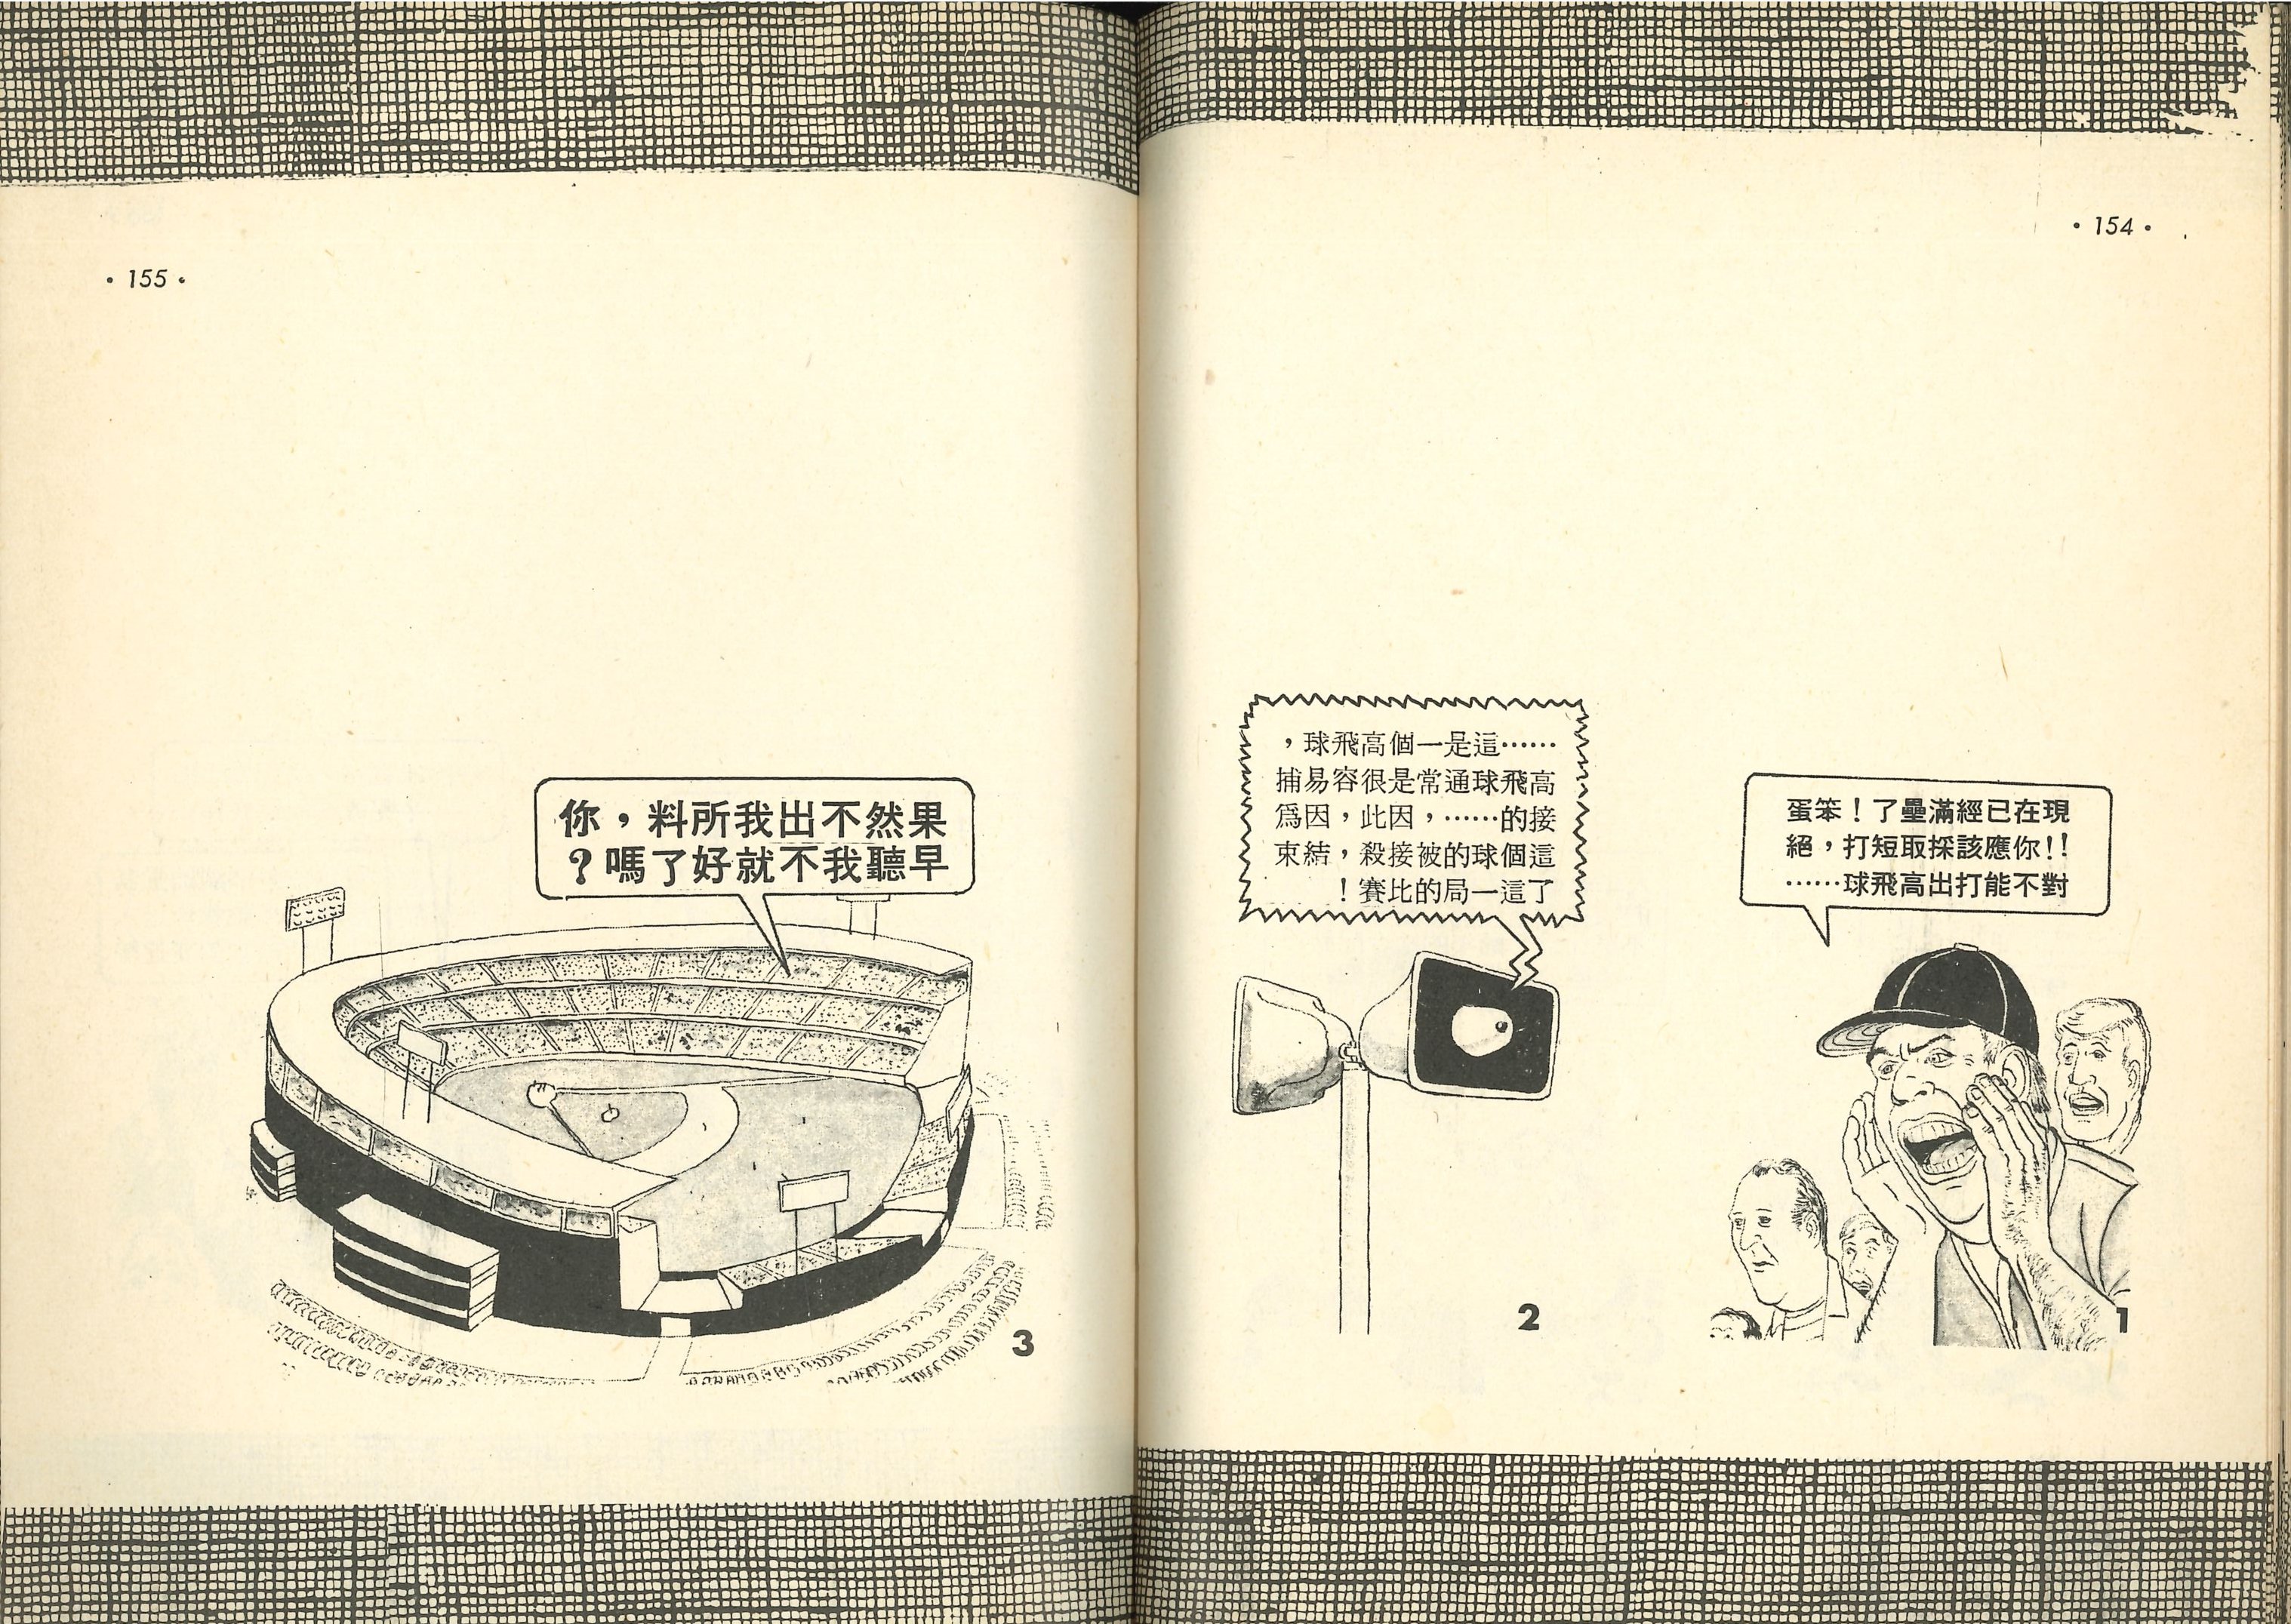 • 154 •
現在已經滿壘了！笨蛋
!!你應該採取短打，絕
對不能打出高飛球……
1
……這是一個高飛球，
高飛球通常是很容易捕
接的……，因此，因爲
這個球的被接殺，結束
了這一局的比賽！
2
• 155 •
果然不出我所料，你
早聽我不就好了嗎？
3